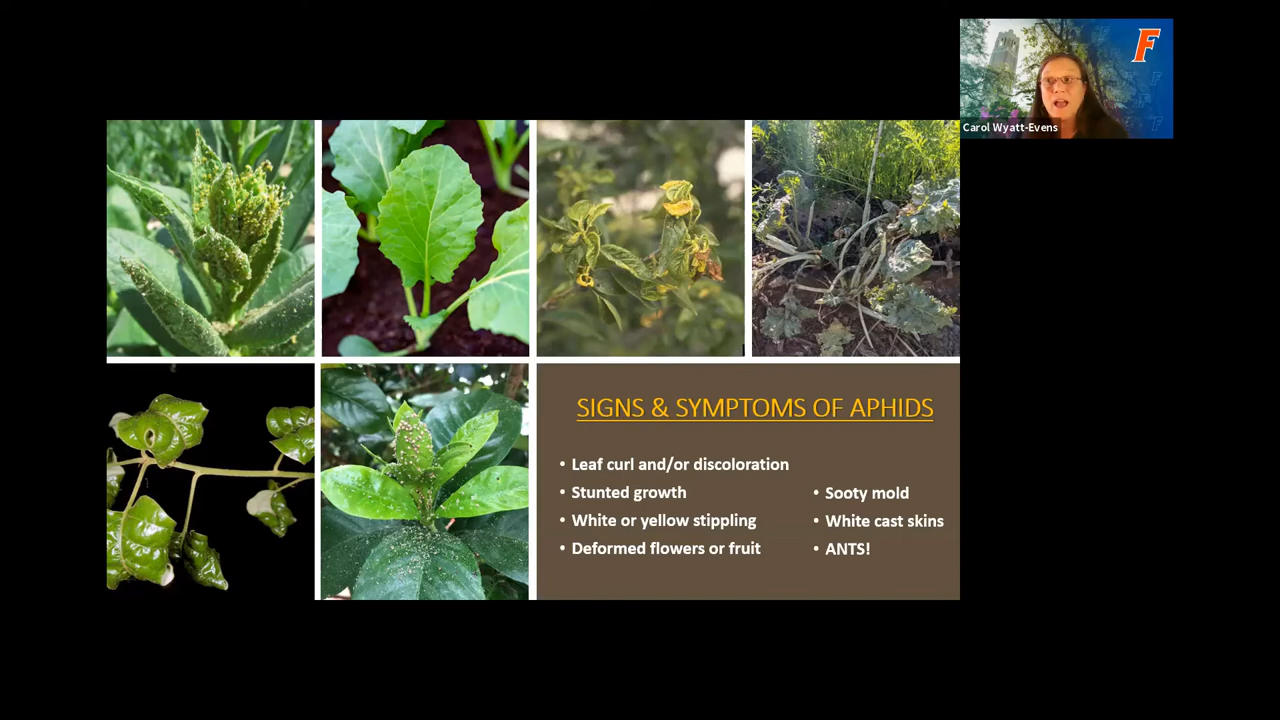 F
Carol Wyatt-Evens
SIGNS & SYMPTOMS OF APHIDS
• Leaf curl and/or discoloration
• Stunted growth
• White or yellow stippling
• Deformed flowers or fruit
• Sooty mold
• White cast skins
• ANTS!